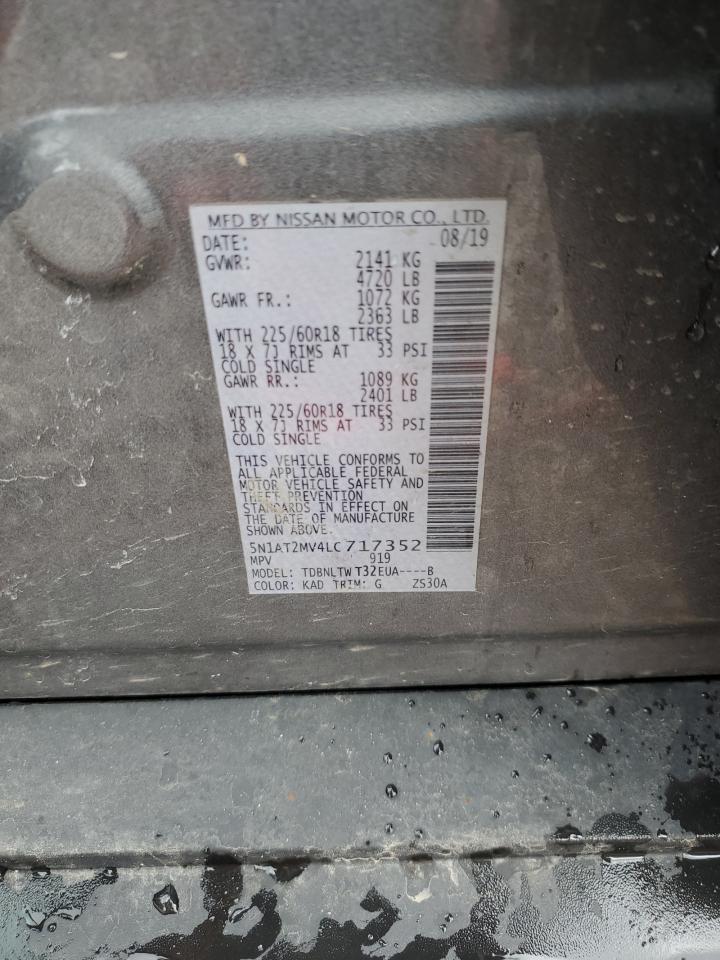 MFD BY NISSAN MOTOR CO., LTD.
DATE: 08/19
GVWR: 2141 KG
4720 LB
GAWR FR.: 1072 KG
2363 LB
WITH 225/60R18 TIRES
18 X 7J RIMS AT 33 PSI
COLD SINGLE
GAWR RR.: 1089 KG
2401 LB
WITH 225/60R18 TIRES
18 X 7J RIMS AT 33 PSI
COLD SINGLE
THIS VEHICLE CONFORMS TO
ALL APPLICABLE FEDERAL
MOTOR VEHICLE SAFETY AND
THEFT PREVENTION
STANDARDS IN EFFECT ON
THE DATE OF MANUFACTURE
SHOWN ABOVE.
5N1AT2MV4LC717352
MPV 919
MODEL: TDBNLTW T32EUA----B
COLOR: KAD TRIM: G ZS30A